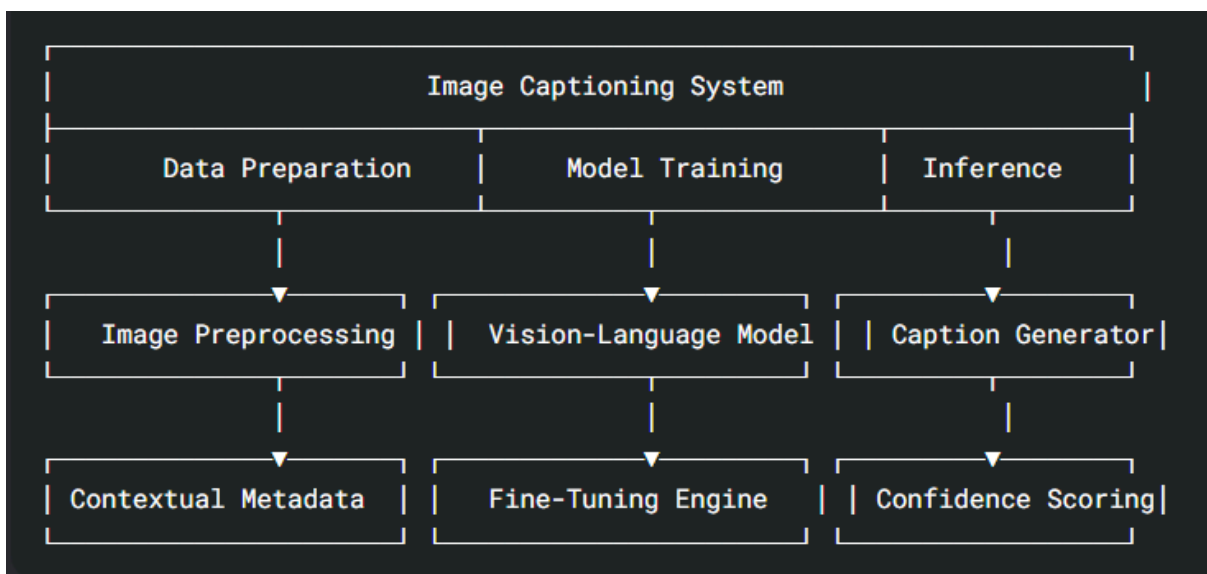 Image Captioning System
Data Preparation Model Training Inference
Image Preprocessing Vision-Language Model Caption Generator
Contextual Metadata Fine-Tuning Engine Confidence Scoring